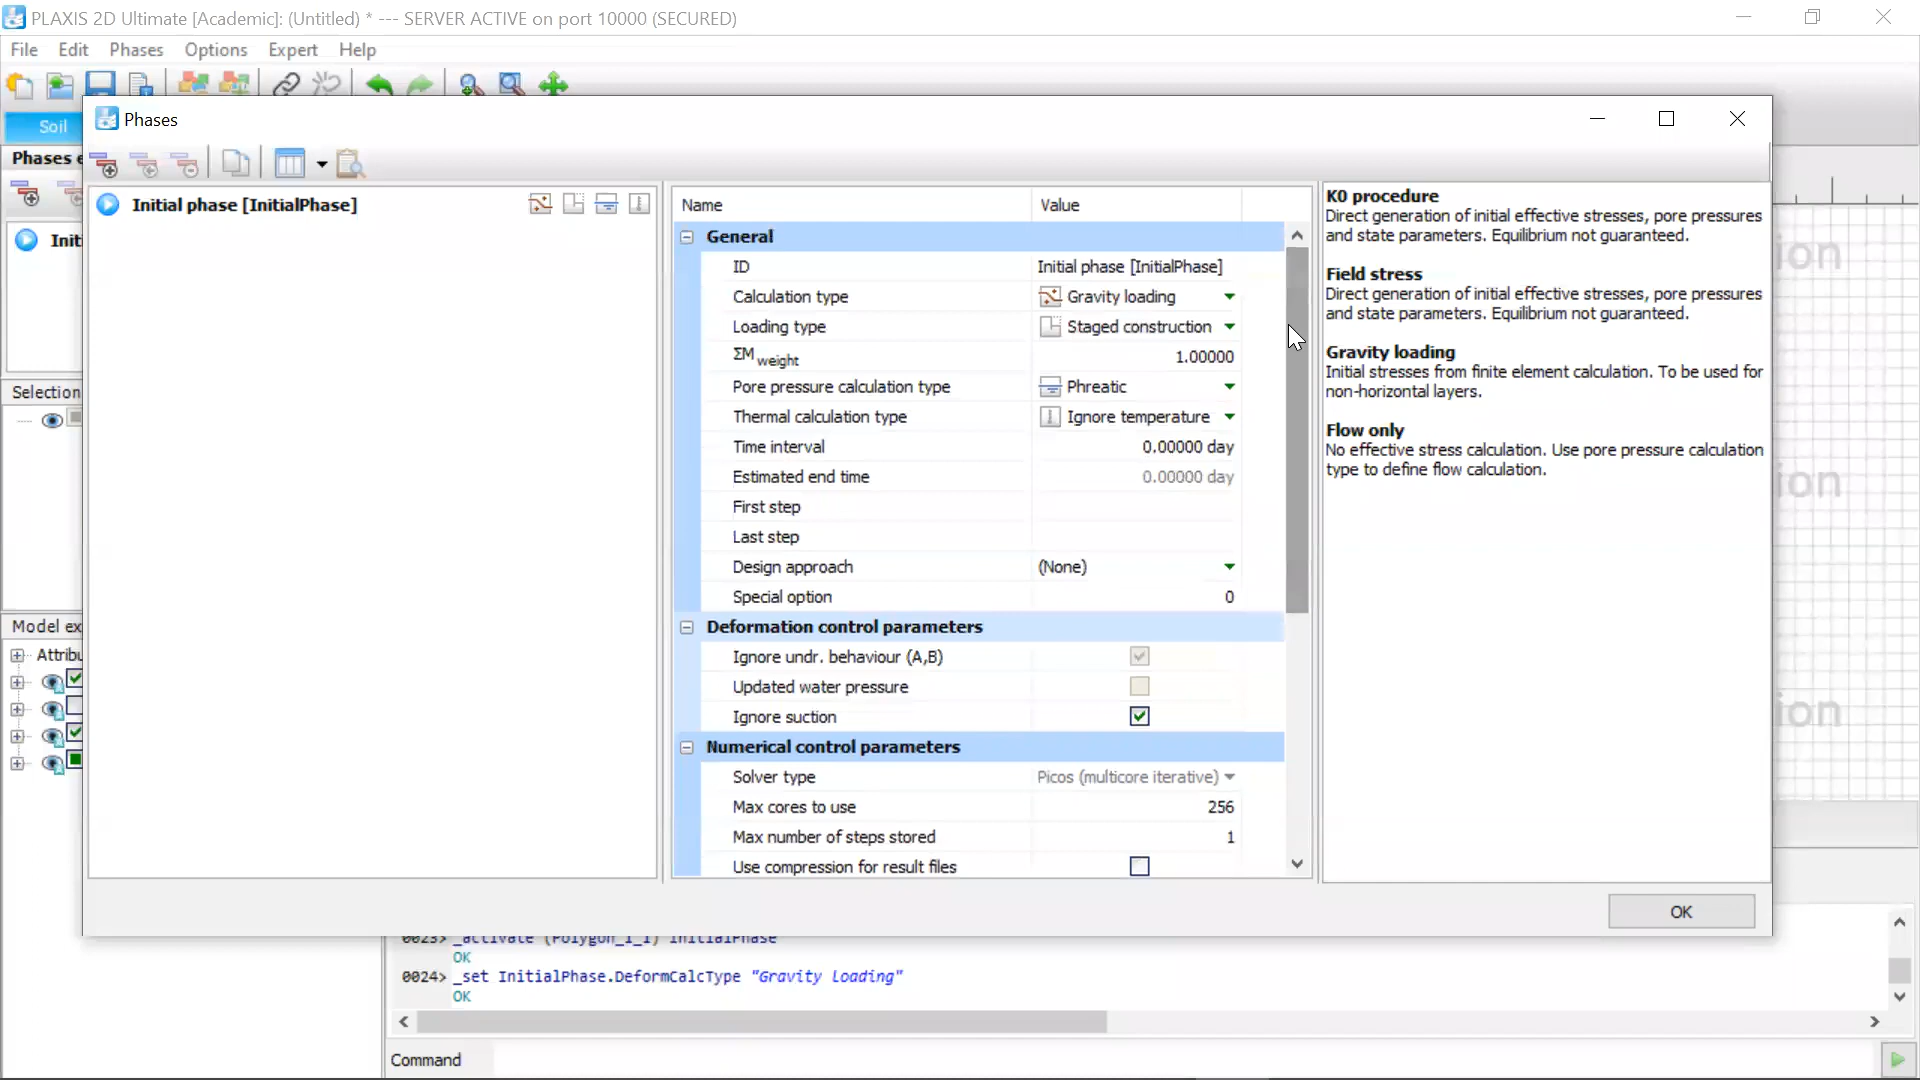 PLAXIS 2D Ultimate [Academic]: (Untitled) * --- SERVER ACTIVE on port 10000 (SECURED)
File Edit Phases Options Expert Help
Soil
Phases
Phases e
Init
Selection
Model ex
Attribu
Initial phase [InitialPhase]
Name Value
General
ID Initial phase [InitialPhase]
Calculation type Gravity loading
Loading type Staged construction
ΣM weight 1.00000
Pore pressure calculation type Phreatic
Thermal calculation type Ignore temperature
Time interval 0.00000 day
Estimated end time 0.00000 day
First step
Last step
Design approach (None)
Special option 0
Deformation control parameters
Ignore undr. behaviour (A,B)
Updated water pressure
Ignore suction
Numerical control parameters
Solver type Picos (multicore iterative)
Max cores to use 256
Max number of steps stored 1
Use compression for result files
K0 procedure
Direct generation of initial effective stresses, pore pressures
and state parameters. Equilibrium not guaranteed.
Field stress
Direct generation of initial effective stresses, pore pressures
and state parameters. Equilibrium not guaranteed.
Gravity loading
Initial stresses from finite element calculation. To be used for
non-horizontal layers.
Flow only
No effective stress calculation. Use pore pressure calculation
type to define flow calculation.
ion
ion
ion
OK
0023> _activate (Polygon_1_1) InitialPhase
OK
0024> _set InitialPhase.DeformCalcType "Gravity Loading"
OK
Command